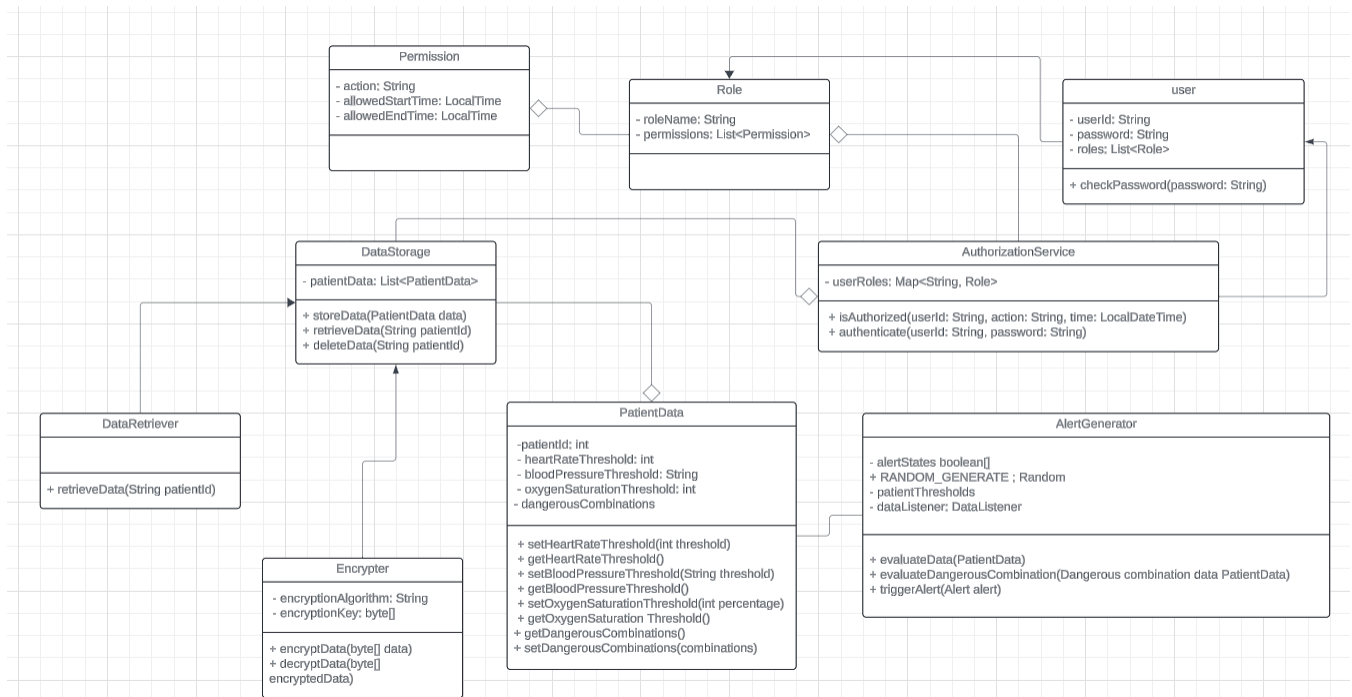 Permission
- action: String
- allowedStartTime: LocalTime
- allowedEndTime: LocalTime
Role
- roleName: String
- permissions: List<Permission>
user
- userId: String
- password: String
- roles: List<Role>
+ checkPassword(password: String)
DataStorage
- patientData: List<PatientData>
+ storeData(PatientData data)
+ retrieveData(String patientId)
+ deleteData(String patientId)
AuthorizationService
- userRoles: Map<String, Role>
+ isAuthorized(userId: String, action: String, time: LocalDateTime)
+ authenticate(userId: String, password: String)
DataRetriever
+ retrieveData(String patientId)
PatientData
-patientId: int
- heartRateThreshold: int
- bloodPressureThreshold: String
- oxygenSaturationThreshold: int
- dangerousCombinations
+ setHeartRateThreshold(int threshold)
+ getHeartRateThreshold()
+ setBloodPressureThreshold(String threshold)
+ getBloodPressureThreshold()
+ setOxygenSaturationThreshold(int percentage)
+ getOxygenSaturation Threshold()
+ getDangerousCombinations()
+ setDangerousCombinations(combinations)
AlertGenerator
- alertStates boolean[]
+ RANDOM_GENERATE ; Random
- patientThresholds
- dataListener; DataListener
+ evaluateData(PatientData)
+ evaluateDangerousCombination(Dangerous combination data PatientData)
+ triggerAlert(Alert alert)
Encrypter
- encryptionAlgorithm: String
- encryptionKey: byte[]
+ encryptData(byte[] data)
+ decryptData(byte[]
encryptedData)